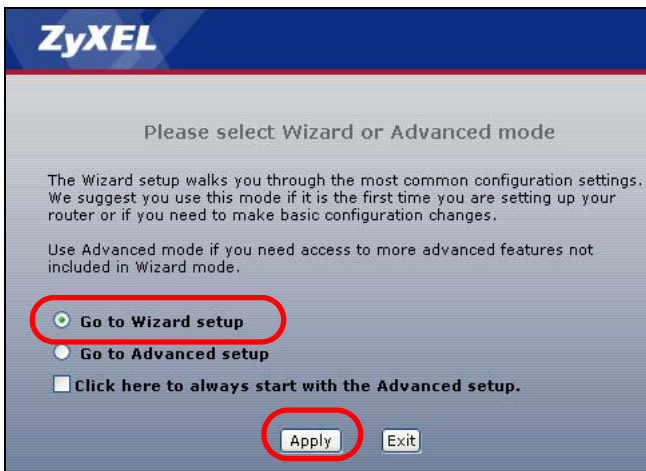 ZyXEL
Please select Wizard or Advanced mode
The Wizard setup walks you through the most common configuration settings.
We suggest you use this mode if it is the first time you are setting up your
router or if you need to make basic configuration changes.
Use Advanced mode if you need access to more advanced features not
included in Wizard mode.
Go to Wizard setup
Go to Advanced setup
Click here to always start with the Advanced setup.
Apply Exit